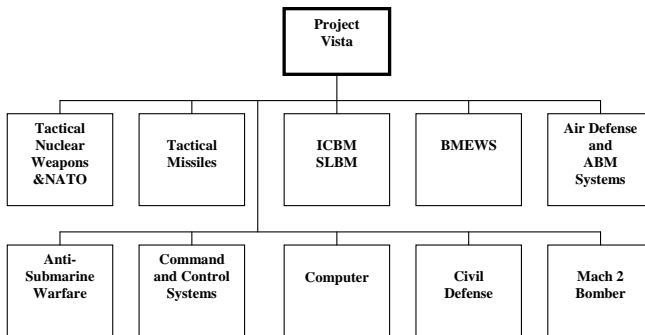 Project
Vista
Tactical
Nuclear
Weapons
&NATO
Tactical
Missiles
ICBM
SLBM
BMEWS
Air Defense
and
ABM
Systems
Anti-
Submarine
Warfare
Command
and Control
Systems
Computer
Civil
Defense
Mach 2
Bomber